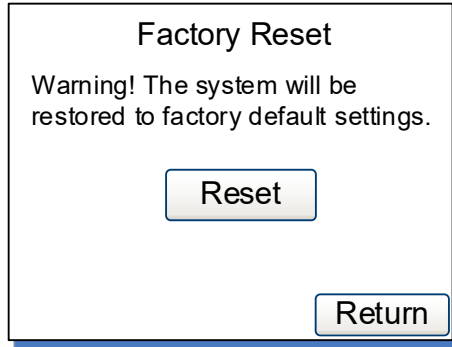 Factory Reset
Warning! The system will be
restored to factory default settings.
Reset
Return